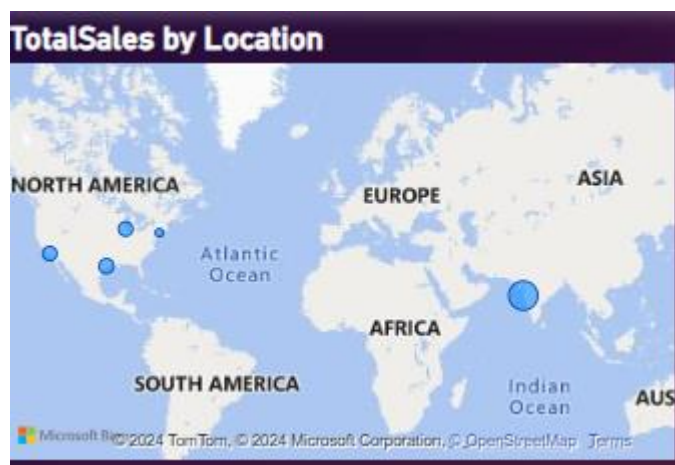 TotalSales by Location
NORTH AMERICA
EUROPE
ASIA
Atlantic
Ocean
AFRICA
SOUTH AMERICA
Indian
Ocean
AUS
Microsoft © 2024 TomTom, © 2024 Microsoft Corporation, © OpenStreetMap Terms